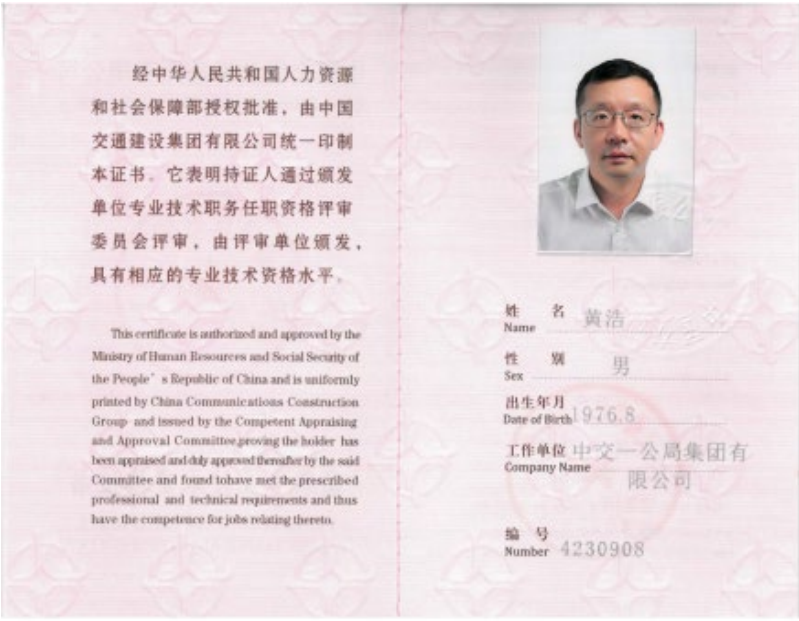 经中华人民共和国人力资源
和社会保障部授权批准，由中国
交通建设集团有限公司统一印制
本证书。它表明持证人通过颁发
单位专业技术职务任职资格评审
委员会评审，由评审单位颁发，
具有相应的专业技术资格水平。
This certificate is authorized and approved by the
Ministry of Human Resources and Social Security of
the People's Republic of China and is uniformly
printed by China Communications Construction
Group and issued by the Competent Appraising
and Approval Committee,proving the holder has
been appraised and duly approved thereafter by the said
Committee and found tohave met the prescribed
professional and technical requirements and thus
have the competence for jobs relating thereto.
姓 名 黄浩
Name
性 别 男
Sex
出生年月
Date of Birth 1976.8
工作单位 中交一公局集团有
Company Name 限公司
编 号
Number 4230908